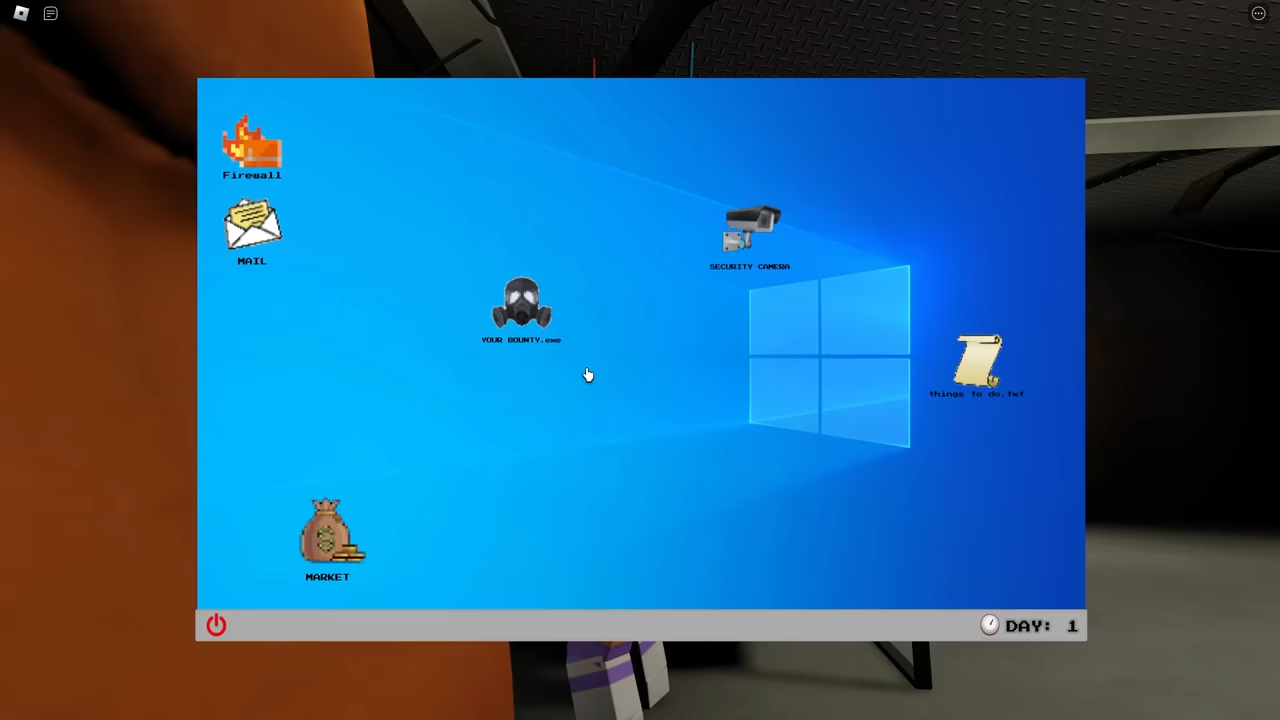 Firewall
MAIL
SECURITY CAMERA
YOUR BOUNTY.exe
things to do.txt
MARKET
DAY: 1